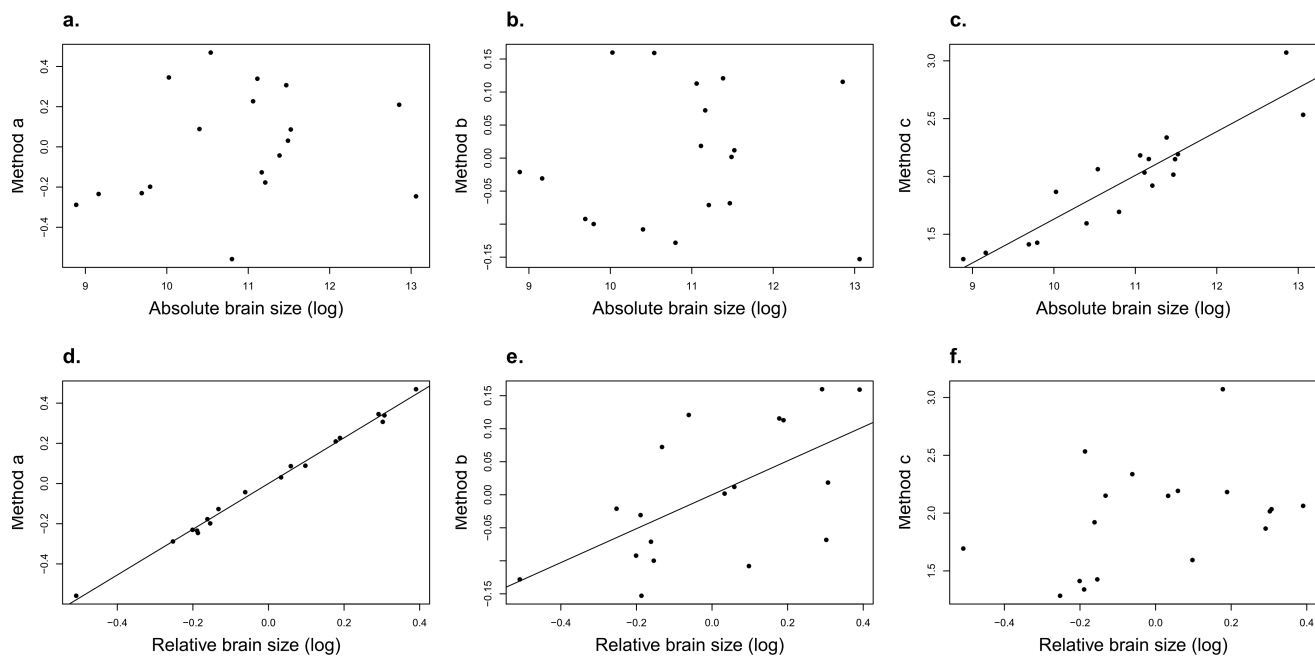 a.
Method a
0.4
0.2
0.0
−0.2
−0.4
9 10 11 12 13
Absolute brain size (log)
b.
Method b
0.15
0.10
0.05
0.00
−0.05
−0.15
9 10 11 12 13
Absolute brain size (log)
c.
Method c
3.0
2.5
2.0
1.5
9 10 11 12 13
Absolute brain size (log)
d.
Method a
0.4
0.2
0.0
−0.2
−0.4
−0.4 −0.2 0.0 0.2 0.4
Relative brain size (log)
e.
Method b
0.15
0.10
0.05
0.00
−0.05
−0.15
−0.4 −0.2 0.0 0.2 0.4
Relative brain size (log)
f.
Method c
3.0
2.5
2.0
1.5
−0.4 −0.2 0.0 0.2 0.4
Relative brain size (log)